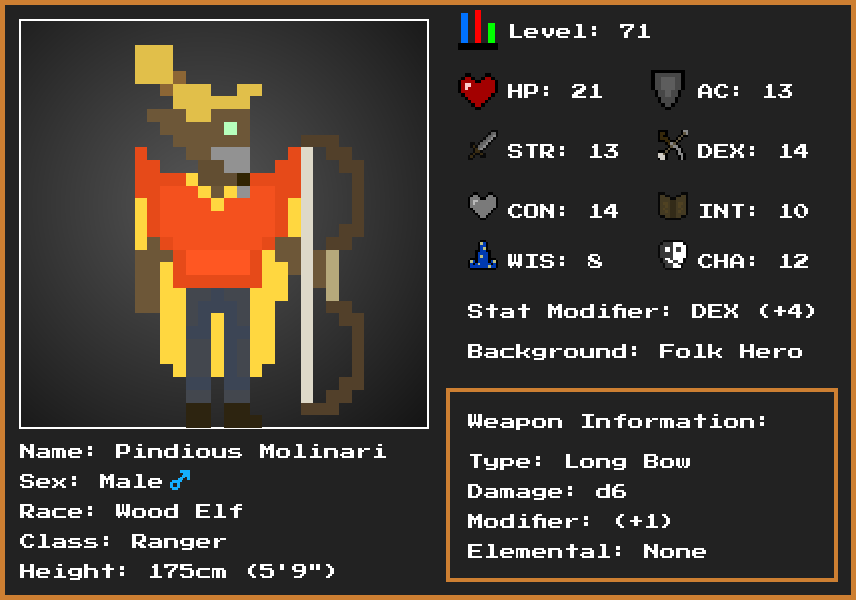 Level: 71
HP: 21
AC: 13
STR: 13
DEX: 14
CON: 14
INT: 10
WIS: 8
CHA: 12
Stat Modifier: DEX (+4)
Background: Folk Hero
Weapon Information:
Type: Long Bow
Damage: d6
Modifier: (+1)
Elemental: None
Name: Pindious Molinari
Sex: Male ♂
Race: Wood Elf
Class: Ranger
Height: 175cm (5'9")